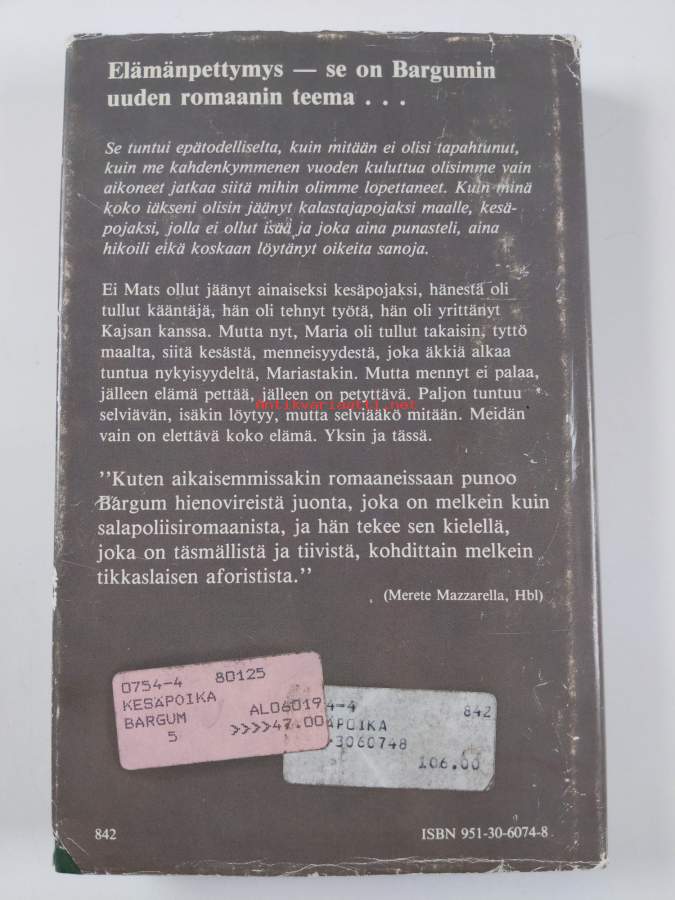 Elämänpettymys — se on Bargumin
uuden romaanin teema . . .
Se tuntui epätodelliselta, kuin mitään ei olisi tapahtunut,
kuin me kahdenkymmenen vuoden kuluttua olisimme vain
aikoneet jatkaa siitä mihin olimme lopettaneet. Kuin minä
koko iäkseni olisin jäänyt kalastajapojaksi maalle, kesä-
pojaksi, jolla ei ollut isää ja joka aina punasteli, aina
hikoili eikä koskaan löytänyt oikeita sanoja.
Ei Mats ollut jäänyt ainaiseksi kesäpojaksi, hänestä oli
tullut kääntäjä, hän oli tehnyt työtä, hän oli yrittänyt
Kajsan kanssa. Mutta nyt, Maria oli tullut takaisin, tyttö
maalta, siitä kesästä, menneisyydestä, joka äkkiä alkaa
tuntua nykyisyydeltä, Mariastakin. Mutta mennyt ei palaa,
jälleen elämä pettää, jälleen on petyttävä. Paljon tuntuu
antikvariaatti.net
selviävän, isäkin löytyy, mutta selviääkö mitään. Meidän
vain on elettävä koko elämä. Yksin ja tässä.
”Kuten aikaisemmissakin romaaneissaan punoo
Bargum hienovireistä juonta, joka on melkein kuin
salapoliisiromaanista, ja hän tekee sen kielellä,
joka on täsmällistä ja tiivistä, kohdittain melkein
tikkaslaisen aforistista.”
(Merete Mazzarella, Hbl)
0754-4 80125
KESÄPOIKA
BARGUM AL06019
5 >>>>47.00
4-4 842
ÄPOIKA
3060748
106.00
842 ISBN 951-30-6074-8